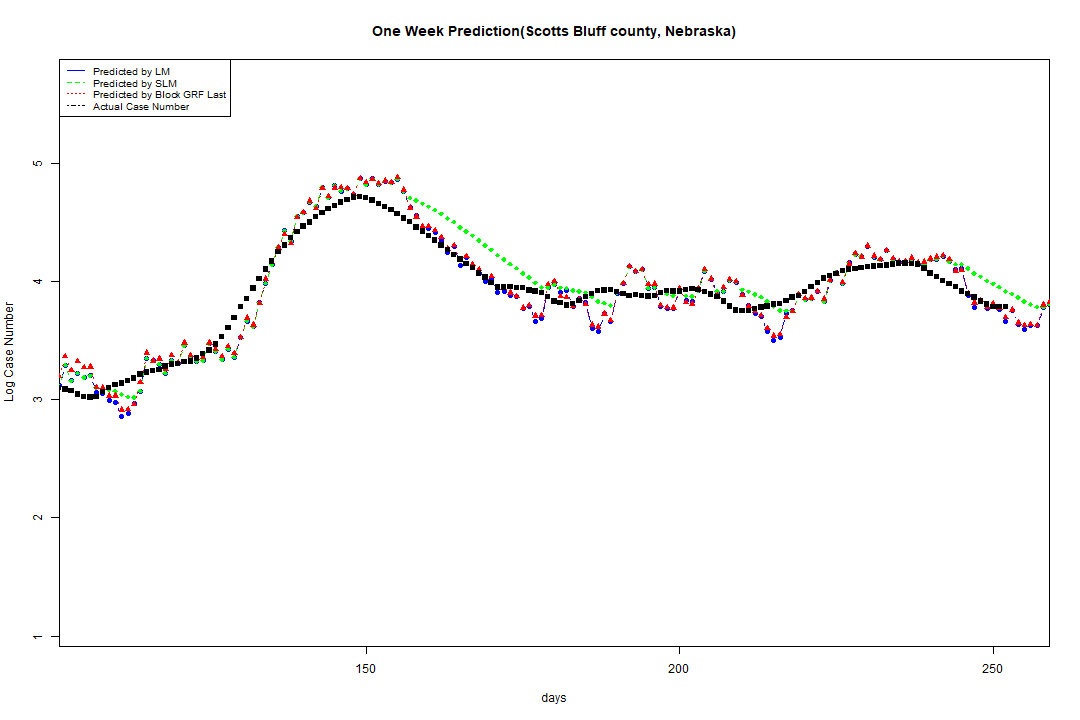 One Week Prediction(Scotts Bluff county, Nebraska)
Predicted by LM
Predicted by SLM
Predicted by Block GRF Last
Actual Case Number
Log Case Number
5
4
3
2
1
150
200
250
days